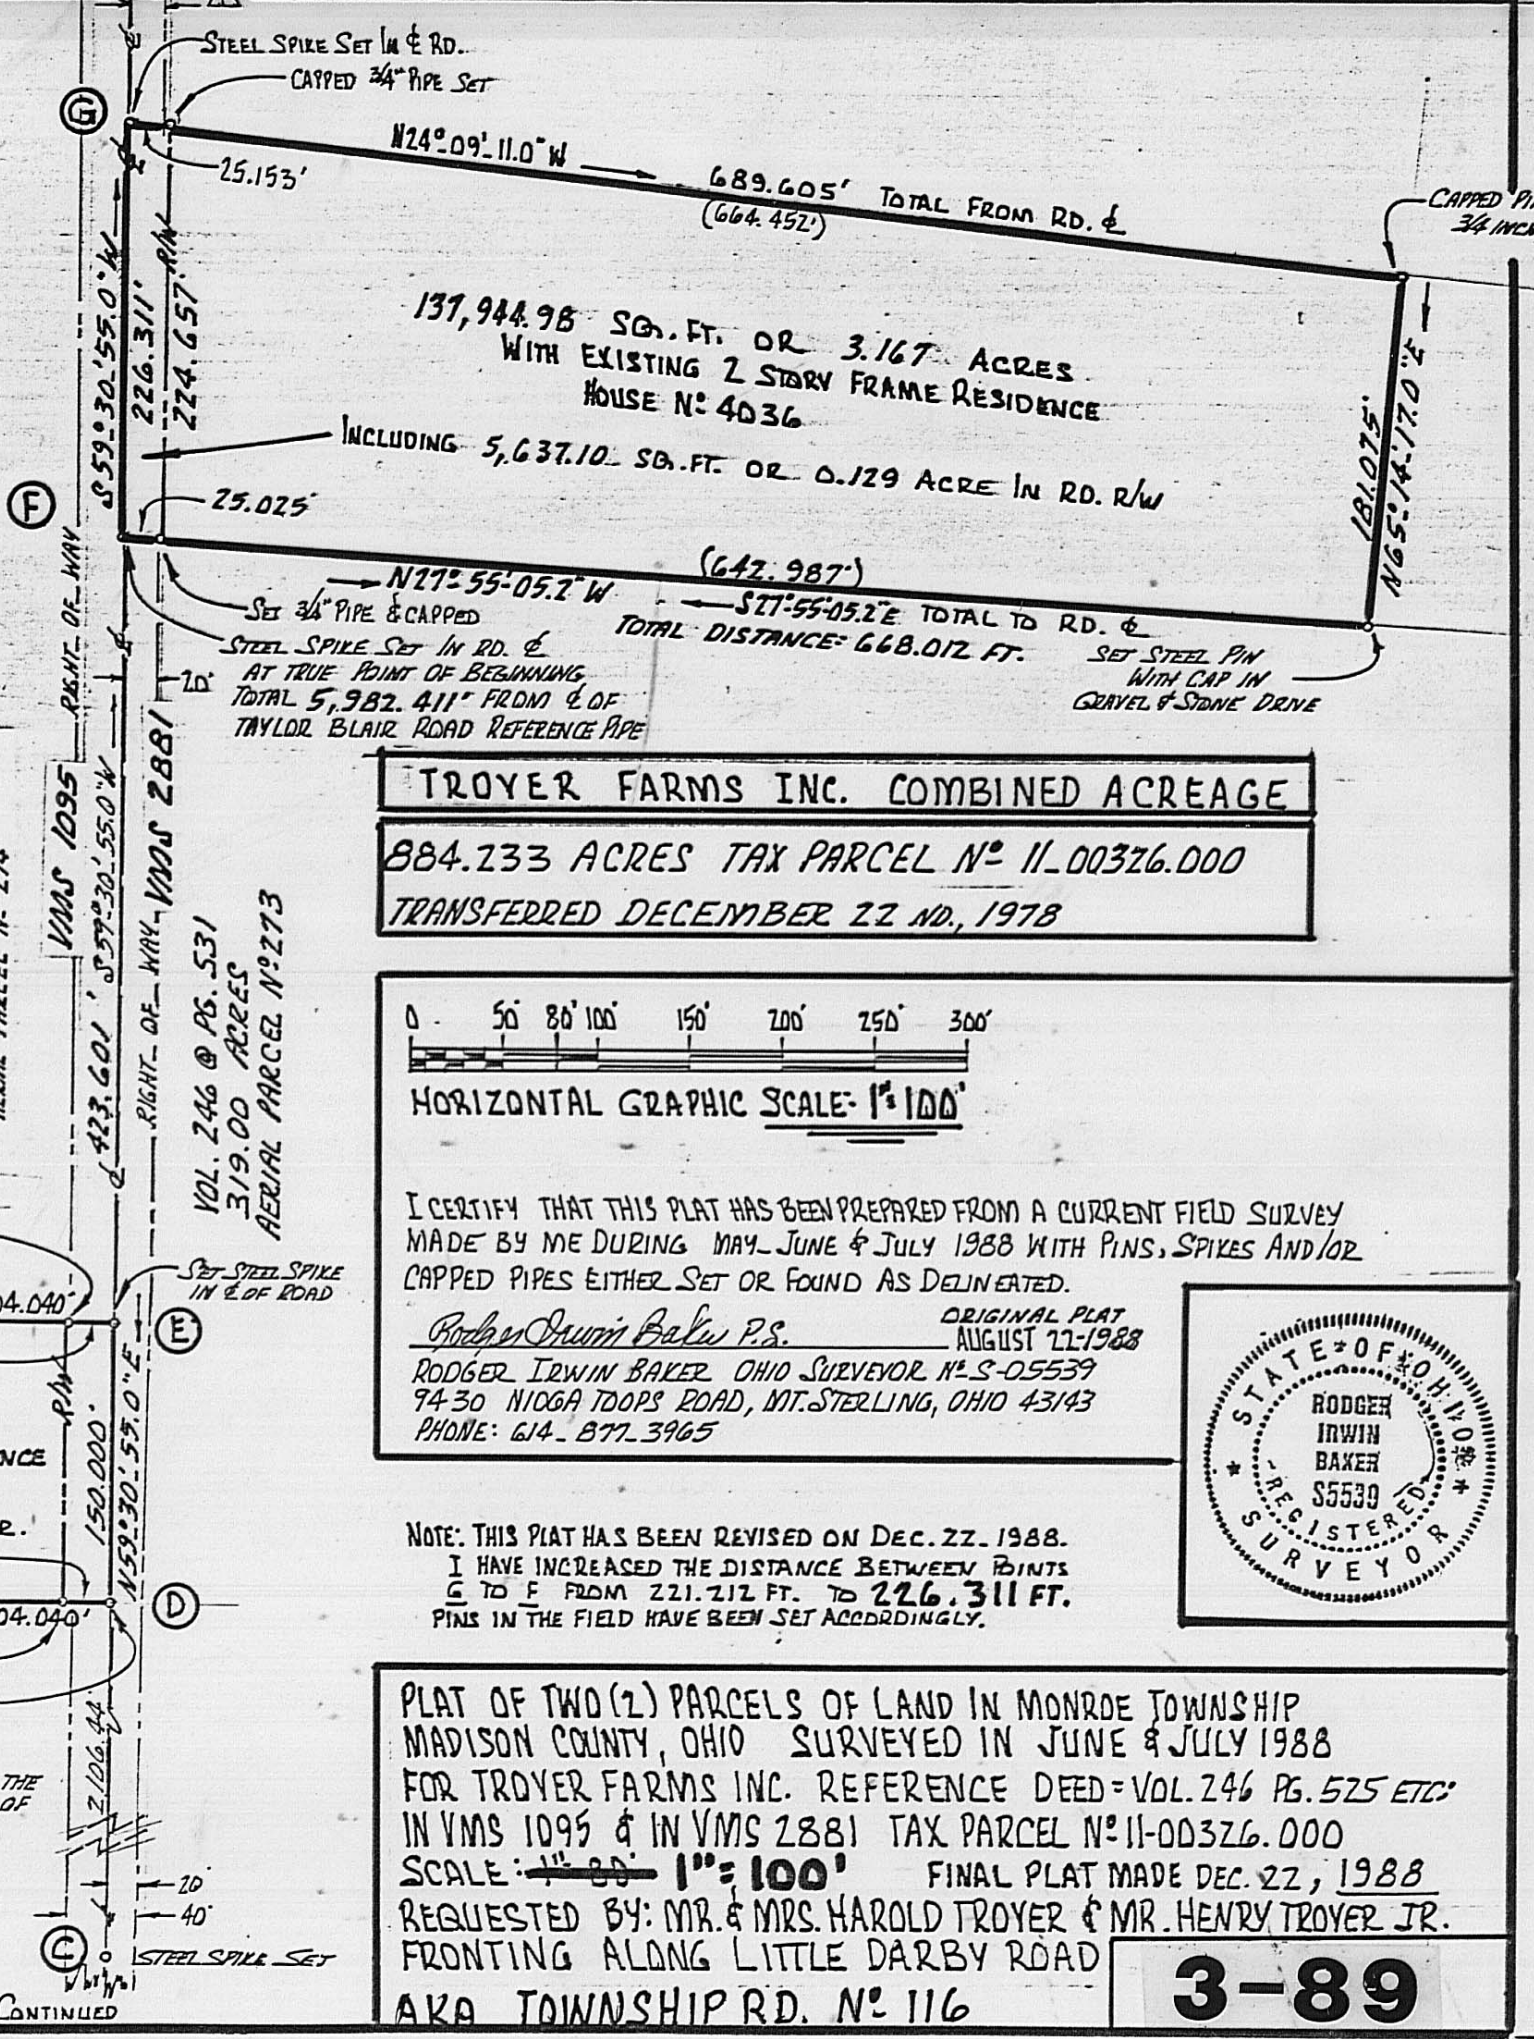 STEEL SPIKE SET IN ℄ RD.
CAPPED 3/4" PIPE SET
G
25.153'
N24°-09'-11.0" W
689.605' TOTAL FROM RD. ℄
(664.452')
CAPPED
3/4 INCH
S59°-30'-55.0" W
226.311'
224.657' R/W
137,944.98 SQ. FT. OR 3.167 ACRES
WITH EXISTING 2 STORY FRAME RESIDENCE
HOUSE Nº 4036
INCLUDING 5,637.10 SQ. FT. OR 0.129 ACRE IN RD. R/W
181.075'
N65°-14'-17.0" E
F
25.025'
(642.987')
N27°-55'-05.2" W
S27°-55'-05.2" E TOTAL TO RD. ℄
TOTAL DISTANCE = 668.012 FT.
SET 3/4" PIPE & CAPPED
STEEL SPIKE SET IN RD. ℄
AT TRUE POINT OF BEGINNING
TOTAL 5,982.411' FROM ℄ OF
TAYLOR BLAIR ROAD REFERENCE PIPE
SET STEEL PIN
WITH CAP IN
GRAVEL & STONE DRIVE
20'
RIGHT-OF-WAY
VMS 1095
S59°-30'-55.0" W
423.601'
RIGHT-OF-WAY
VMS 2881
VOL. 246 @ PG. 531
319.00 ACRES
AERIAL PARCEL Nº 273
TROYER FARMS INC. COMBINED ACREAGE
884.233 ACRES TAX PARCEL Nº 11-00326.000
TRANSFERRED DECEMBER 22 ND., 1978
0 50' 80' 100' 150' 200' 250' 300'
HORIZONTAL GRAPHIC SCALE: 1"=100'
I CERTIFY THAT THIS PLAT HAS BEEN PREPARED FROM A CURRENT FIELD SURVEY
MADE BY ME DURING MAY-JUNE & JULY 1988 WITH PINS, SPIKES AND/OR
CAPPED PIPES EITHER SET OR FOUND AS DELINEATED.
Rodger Irwin Baker P.S.
ORIGINAL PLAT
AUGUST 22-1988
RODGER IRWIN BAKER OHIO SURVEYOR Nº S-05539
9430 NIOGA TOOPS ROAD, MT. STERLING, OHIO 43143
PHONE: 614-877-3965
STATE OF OHIO
RODGER
IRWIN
BAKER
S5539
REGISTERED
SURVEYOR
SET STEEL SPIKE
IN ℄ OF ROAD
04.040'
E
R/W
150.000'
N59°-30'-55.0" E
NCE
R.
D
04.040'
NOTE: THIS PLAT HAS BEEN REVISED ON DEC. 22-1988.
I HAVE INCREASED THE DISTANCE BETWEEN POINTS
G TO F FROM 221.212 FT. TO 226.311 FT.
PINS IN THE FIELD HAVE BEEN SET ACCORDINGLY.
2,106.44'
THE
OF
20'
40'
C
STEEL SPIKE SET
CONTINUED
PLAT OF TWO (2) PARCELS OF LAND IN MONROE TOWNSHIP
MADISON COUNTY, OHIO SURVEYED IN JUNE & JULY 1988
FOR TROYER FARMS INC. REFERENCE DEED = VOL. 246 PG. 525 ETC:
IN VMS 1095 & IN VMS 2881 TAX PARCEL Nº 11-00326.000
SCALE: 1"= 80' 1"= 100' FINAL PLAT MADE DEC. 22, 1988
REQUESTED BY: MR. & MRS. HAROLD TROYER & MR. HENRY TROYER JR.
FRONTING ALONG LITTLE DARBY ROAD
AKA TOWNSHIP RD. Nº 116
3-89